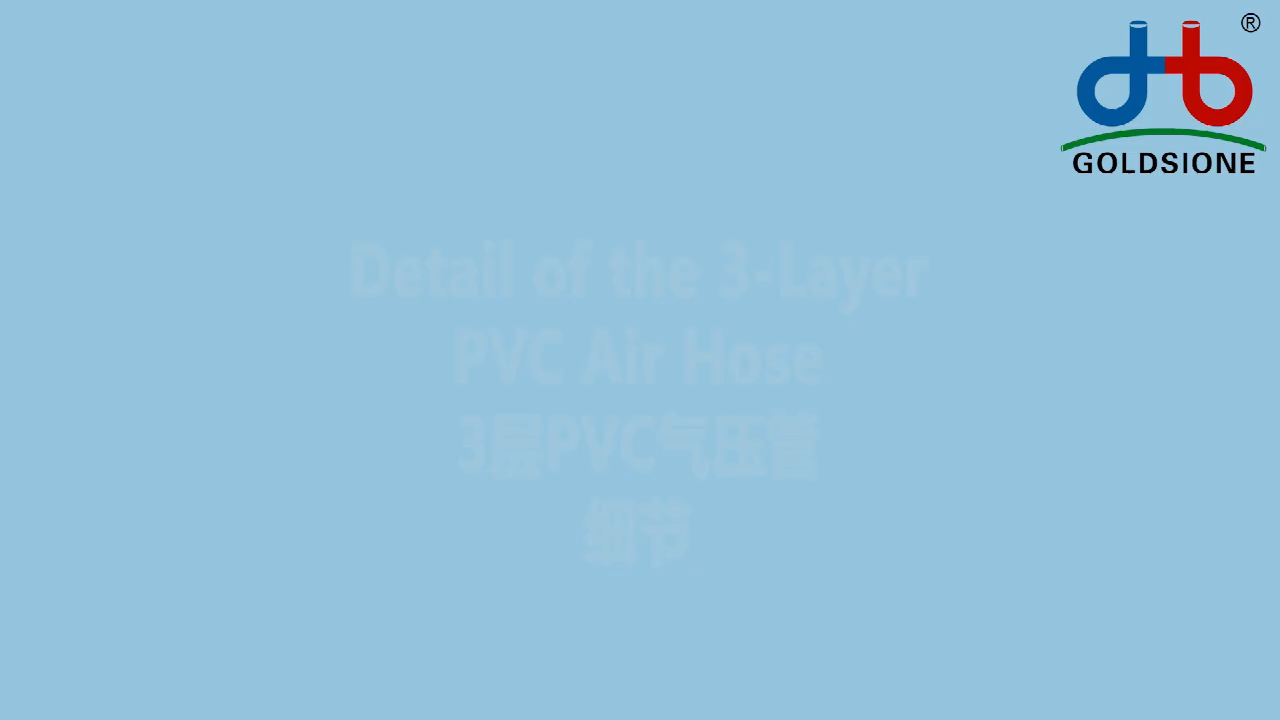 ®
GOLDSIONE
Detail of the 3-Layer
PVC Air Hose
3层PVC气压管
细节